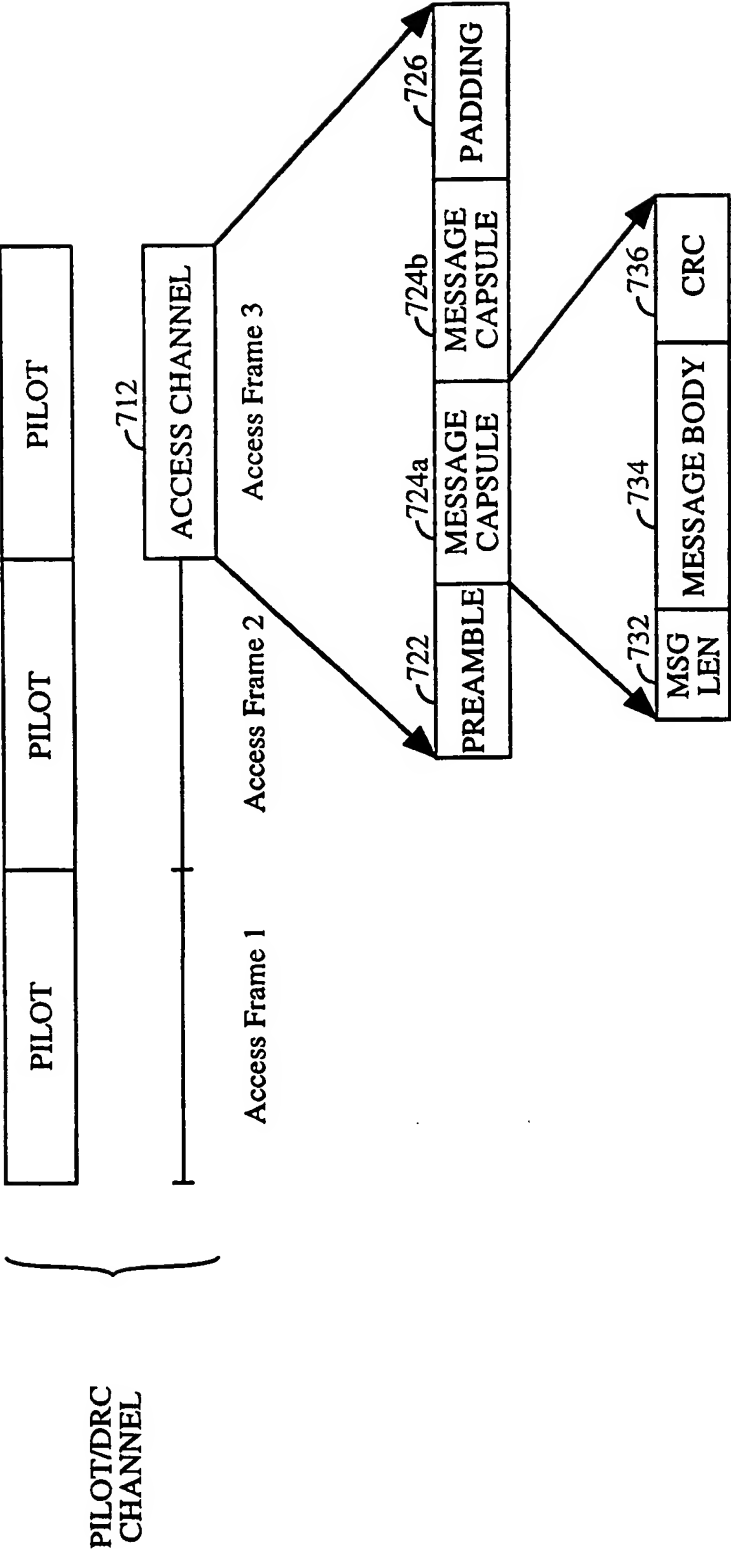 PILOT/DRC
CHANNEL
PILOT
PILOT
PILOT
712
ACCESS CHANNEL
Access Frame 1
Access Frame 2
Access Frame 3
722
724a
724b
726
PREAMBLE
MESSAGE
CAPSULE
MESSAGE
CAPSULE
PADDING
732
734
736
MSG
LEN
MESSAGE BODY
CRC